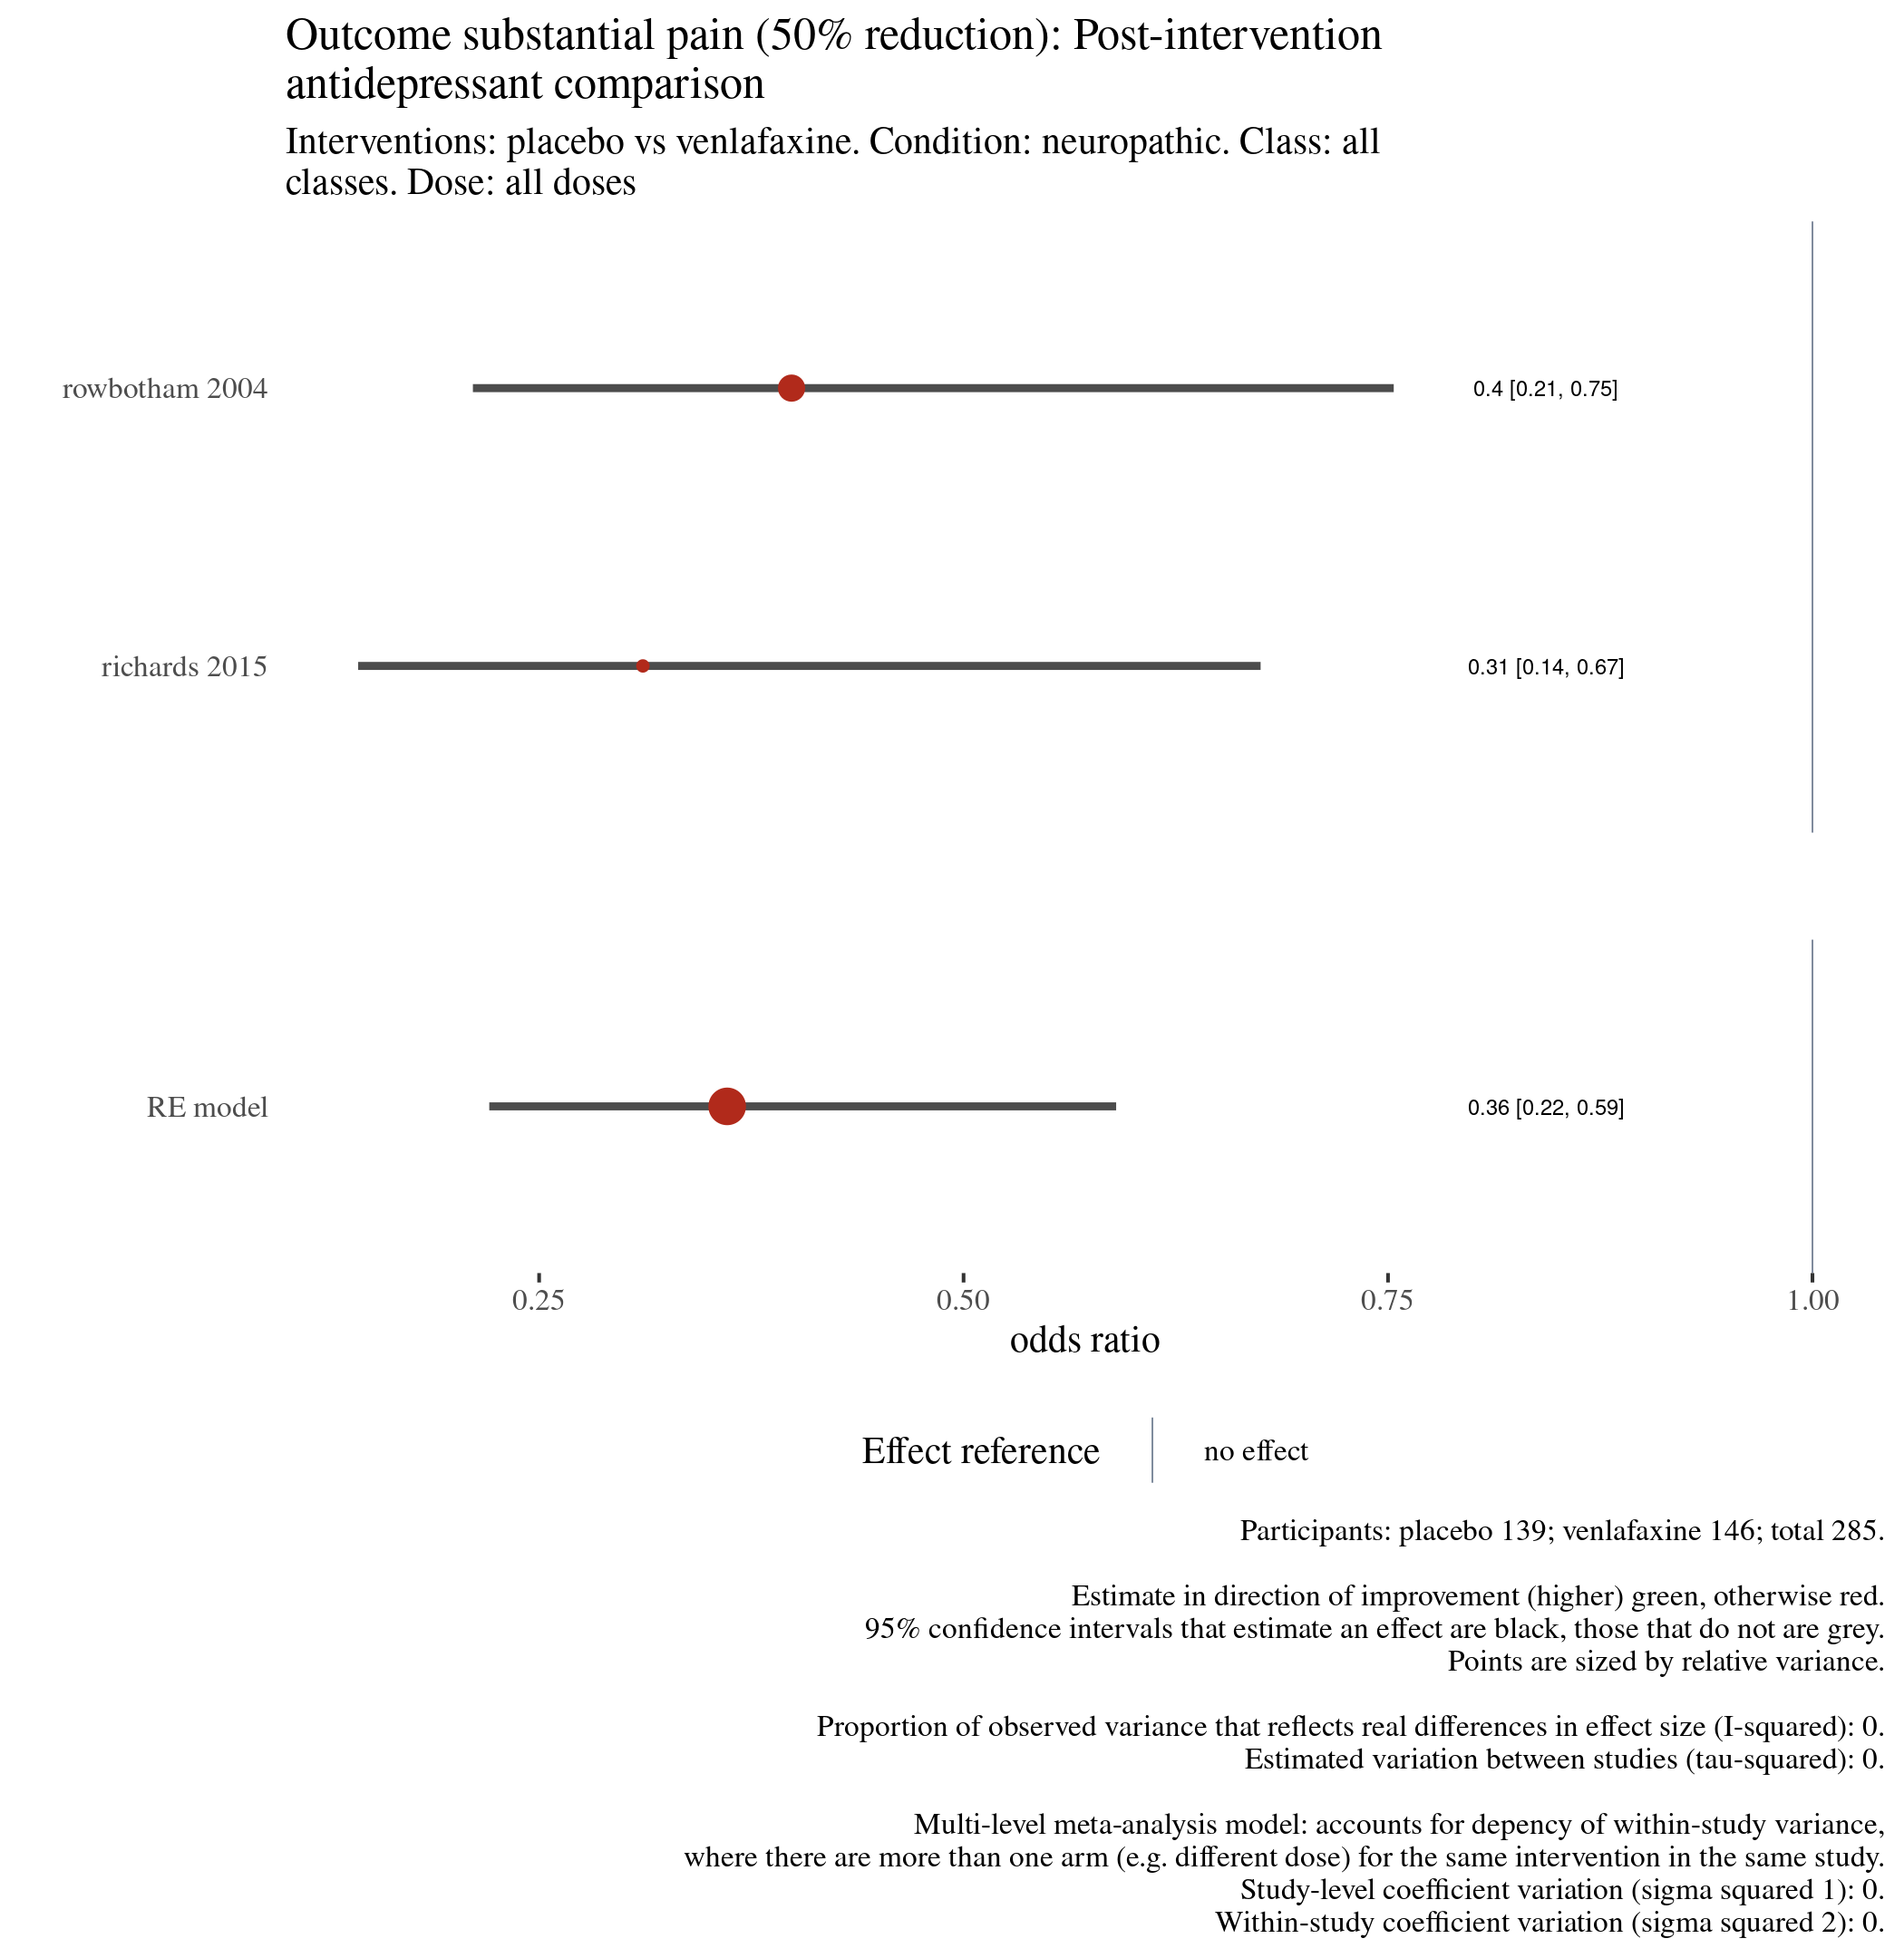 Outcome substantial pain (50% reduction): Post-intervention
antidepressant comparison
Interventions: placebo vs venlafaxine. Condition: neuropathic. Class: all
classes. Dose: all doses
rowbotham 2004
0.4 [0.21, 0.75]
richards 2015
0.31 [0.14, 0.67]
RE model
0.36 [0.22, 0.59]
0.25 0.50 0.75 1.00
odds ratio
Effect reference no effect
Participants: placebo 139; venlafaxine 146; total 285.
Estimate in direction of improvement (higher) green, otherwise red.
95% confidence intervals that estimate an effect are black, those that do not are grey.
Points are sized by relative variance.
Proportion of observed variance that reflects real differences in effect size (I-squared): 0.
Estimated variation between studies (tau-squared): 0.
Multi-level meta-analysis model: accounts for depency of within-study variance,
where there are more than one arm (e.g. different dose) for the same intervention in the same study.
Study-level coefficient variation (sigma squared 1): 0.
Within-study coefficient variation (sigma squared 2): 0.